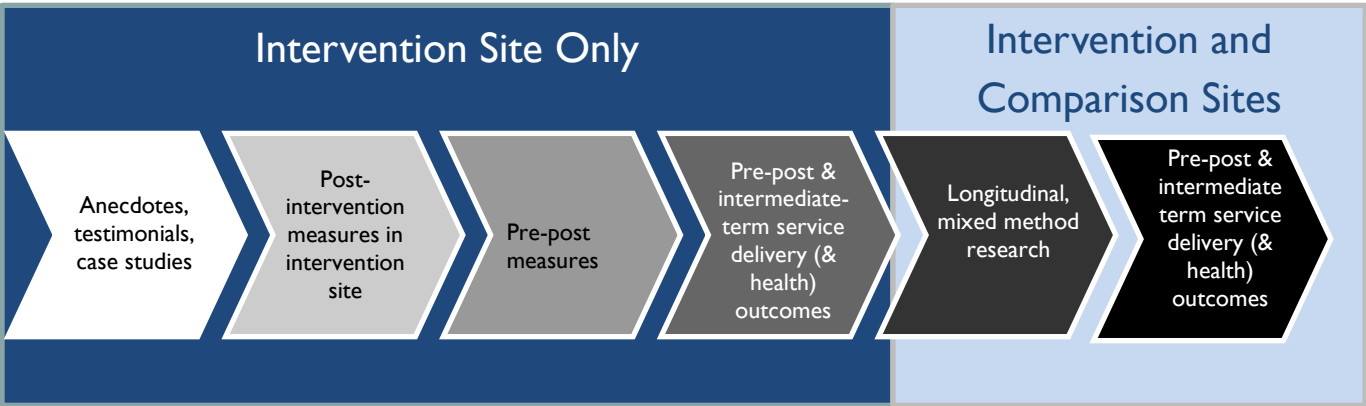 Intervention Site Only
Intervention and
Comparison Sites
Anecdotes,
testimonials,
case studies
Post-
intervention
measures in
intervention
site
Pre-post
measures
Pre-post &
intermediate-
term service
delivery (&
health)
outcomes
Longitudinal,
mixed method
research
Pre-post &
intermediate
term service
delivery (&
health)
outcomes